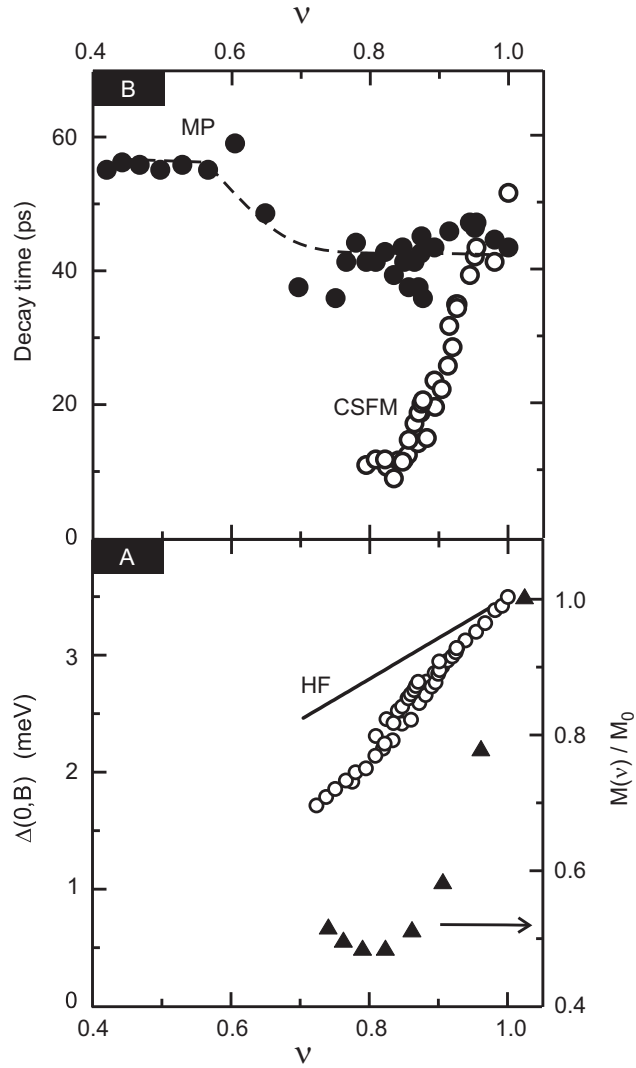 ν
0.4 0.6 0.8 1.0
B
MP
60
40
20
0
Decay time (ps)
CSFM
A
HF
3
2
1
0
Δ(0,B) (meV)
1.0
0.8
0.6
0.4
M(ν) / M₀
0.4 0.6 0.8 1.0
ν